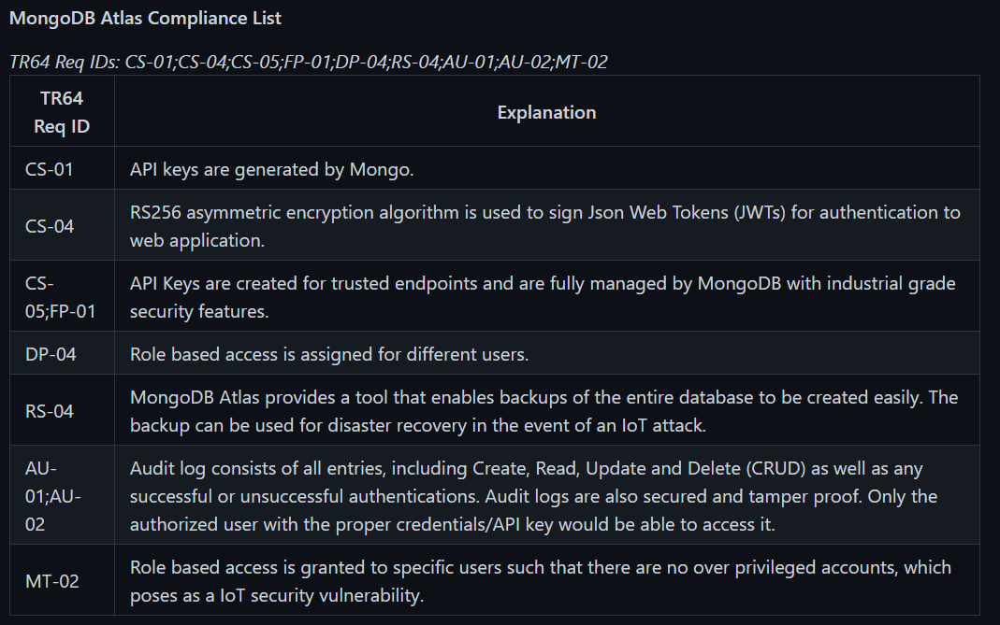 MongoDB Atlas Compliance List
TR64 Req IDs: CS-01;CS-04;CS-05;FP-01;DP-04;RS-04;AU-01;AU-02;MT-02
TR64
Req ID
Explanation
CS-01
API keys are generated by Mongo.
CS-04
RS256 asymmetric encryption algorithm is used to sign Json Web Tokens (JWTs) for authentication to
web application.
CS-
05;FP-01
API Keys are created for trusted endpoints and are fully managed by MongoDB with industrial grade
security features.
DP-04
Role based access is assigned for different users.
RS-04
MongoDB Atlas provides a tool that enables backups of the entire database to be created easily. The
backup can be used for disaster recovery in the event of an IoT attack.
AU-
01;AU-
02
Audit log consists of all entries, including Create, Read, Update and Delete (CRUD) as well as any
successful or unsuccessful authentications. Audit logs are also secured and tamper proof. Only the
authorized user with the proper credentials/API key would be able to access it.
MT-02
Role based access is granted to specific users such that there are no over privileged accounts, which
poses as a IoT security vulnerability.